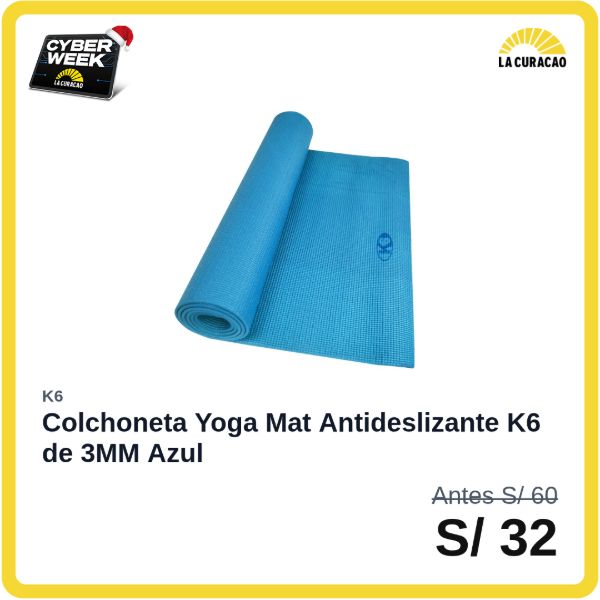 CYBER
WEEK
LA CURACAO
LA CURACAO
K6
K6
Colchoneta Yoga Mat Antideslizante K6
de 3MM Azul
Antes S/ 60
S/ 32